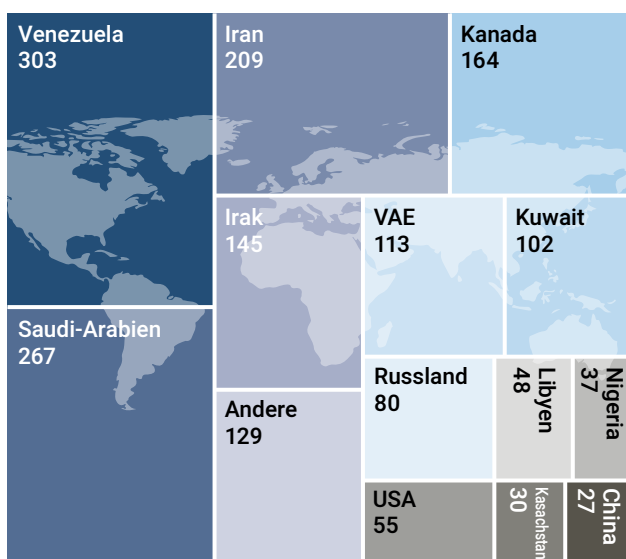 Venezuela
303
Iran
209
Kanada
164
Irak
145
VAE
113
Kuwait
102
Saudi-Arabien
267
Andere
129
Russland
80
Libyen
48
Nigeria
37
USA
55
Kasachstan
30
China
27